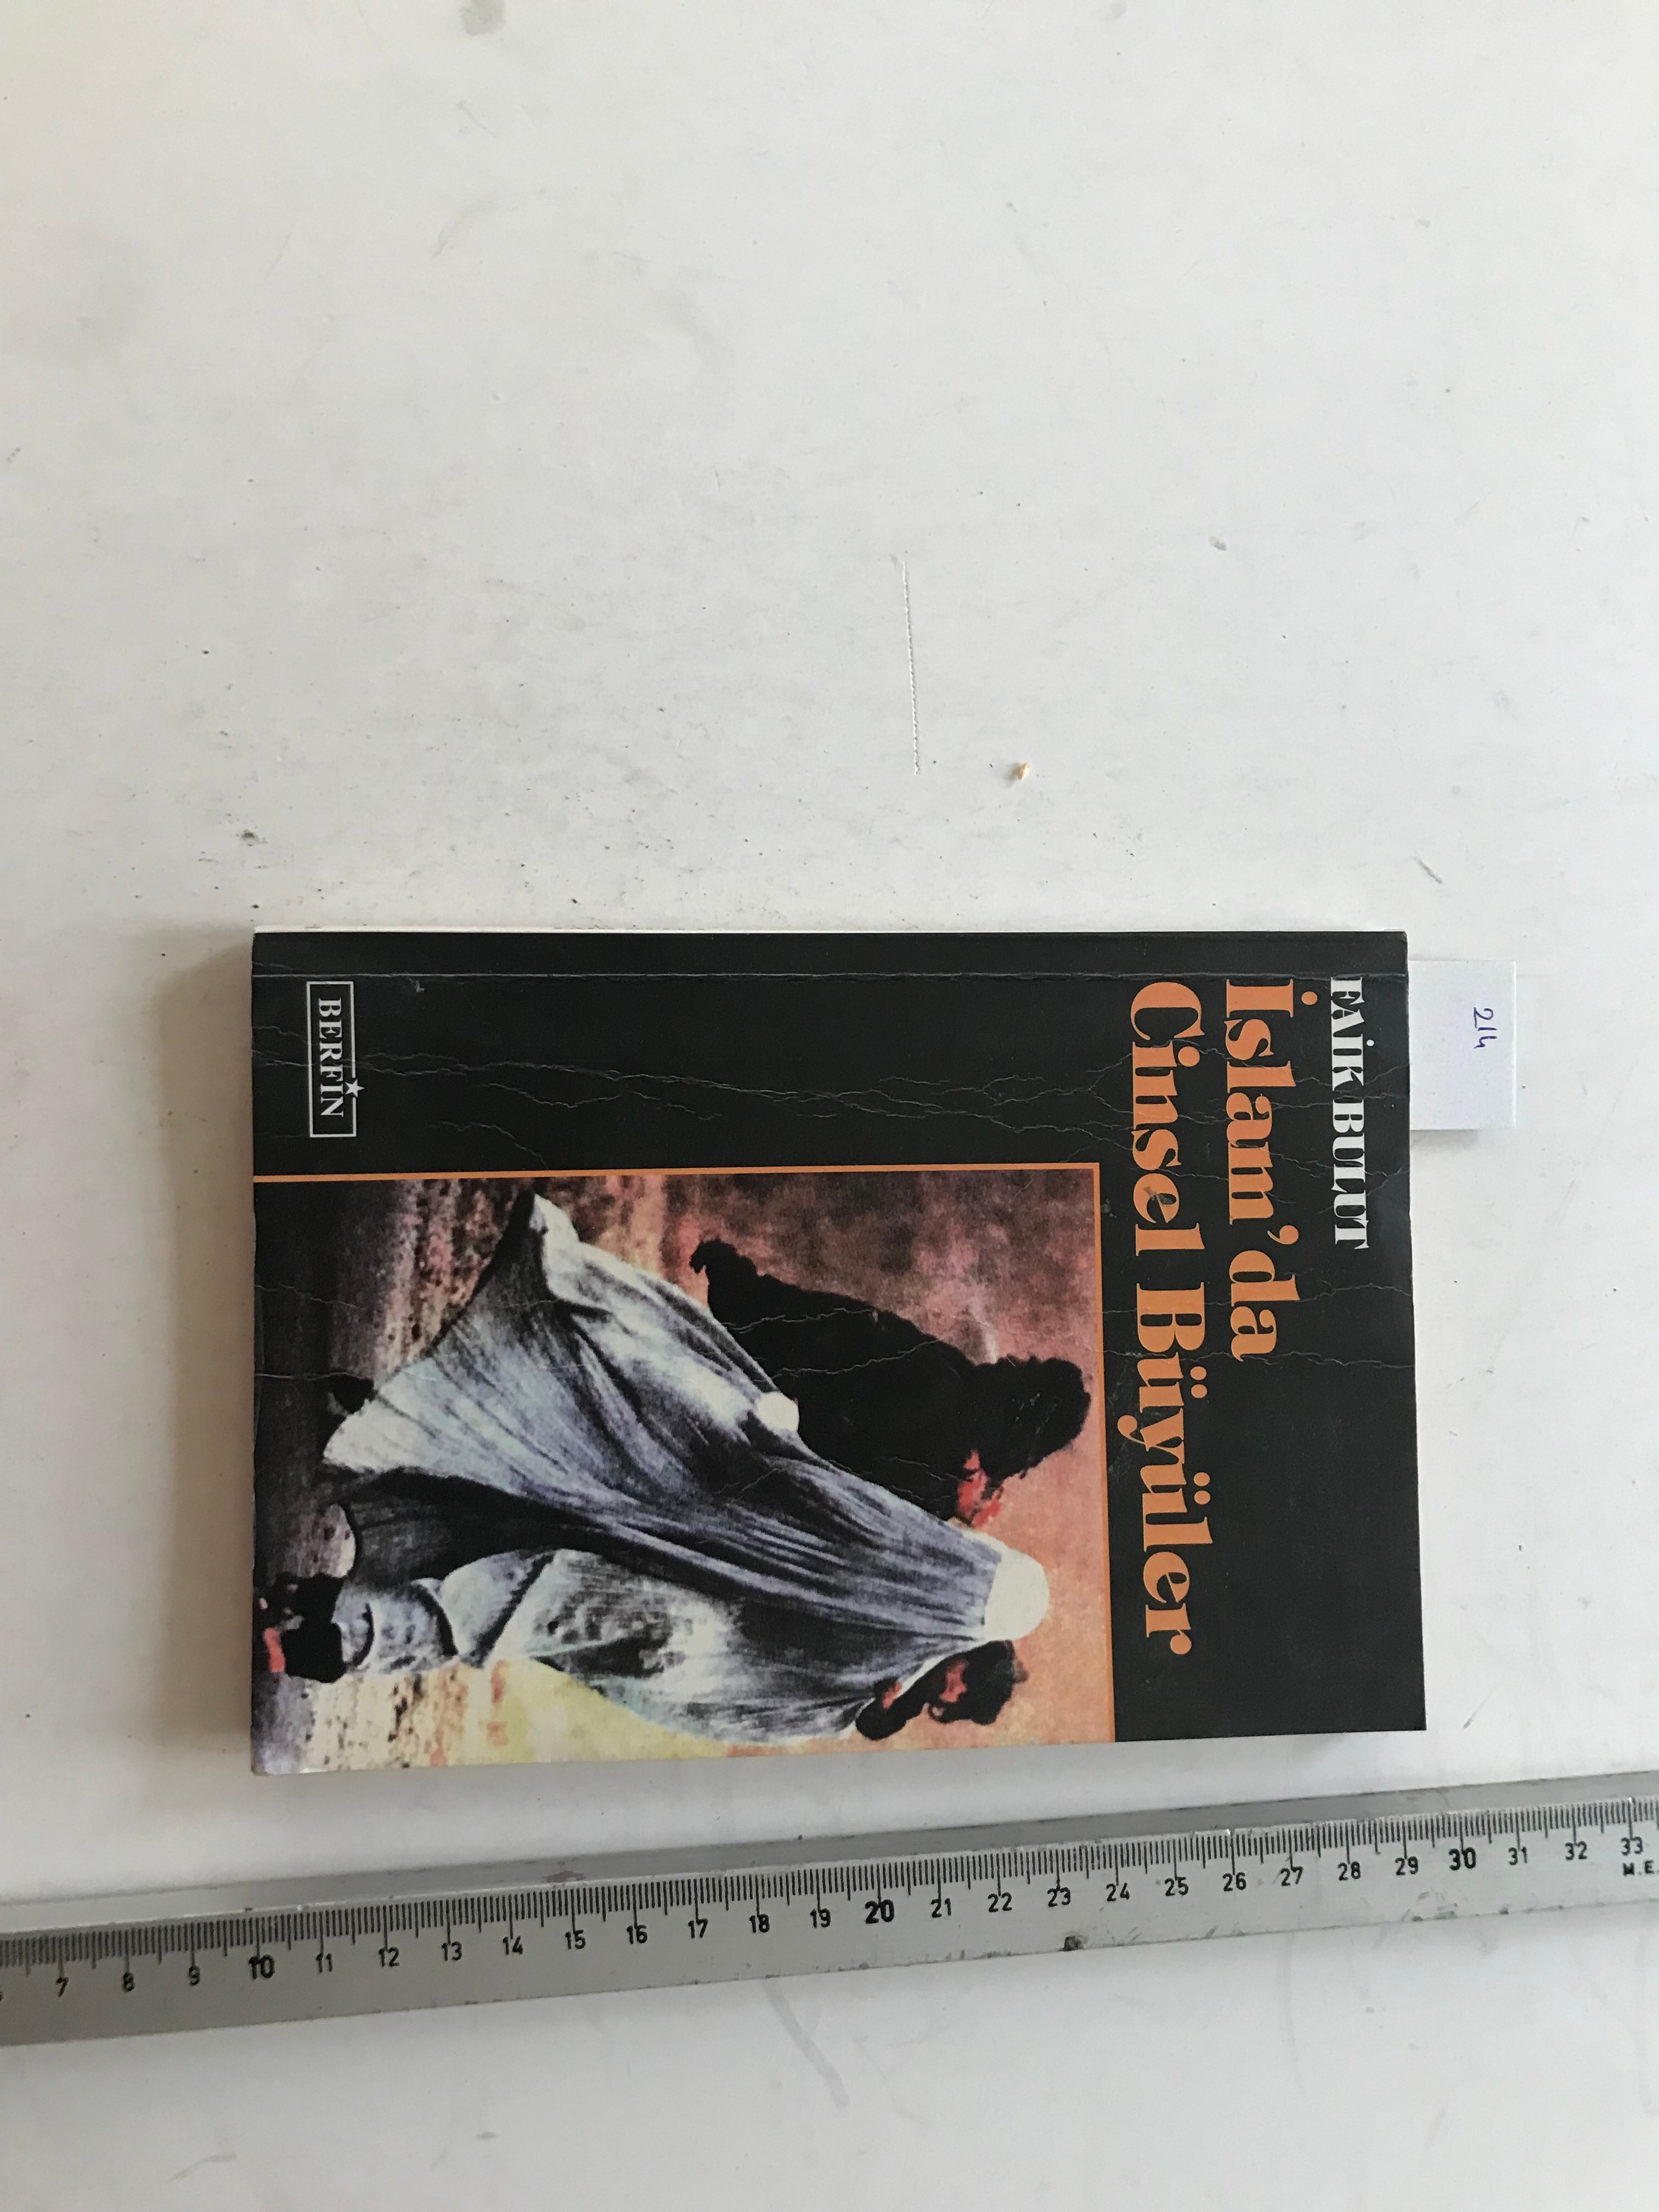 214
FAİK BULUT
İslam'da
Cinsel Büyüler
BERFİN
7 8 9 10 11 12 13 14 15 16 17 18 19 20 21 22 23 24 25 26 27 28 29 30 31 32 33
M.E.